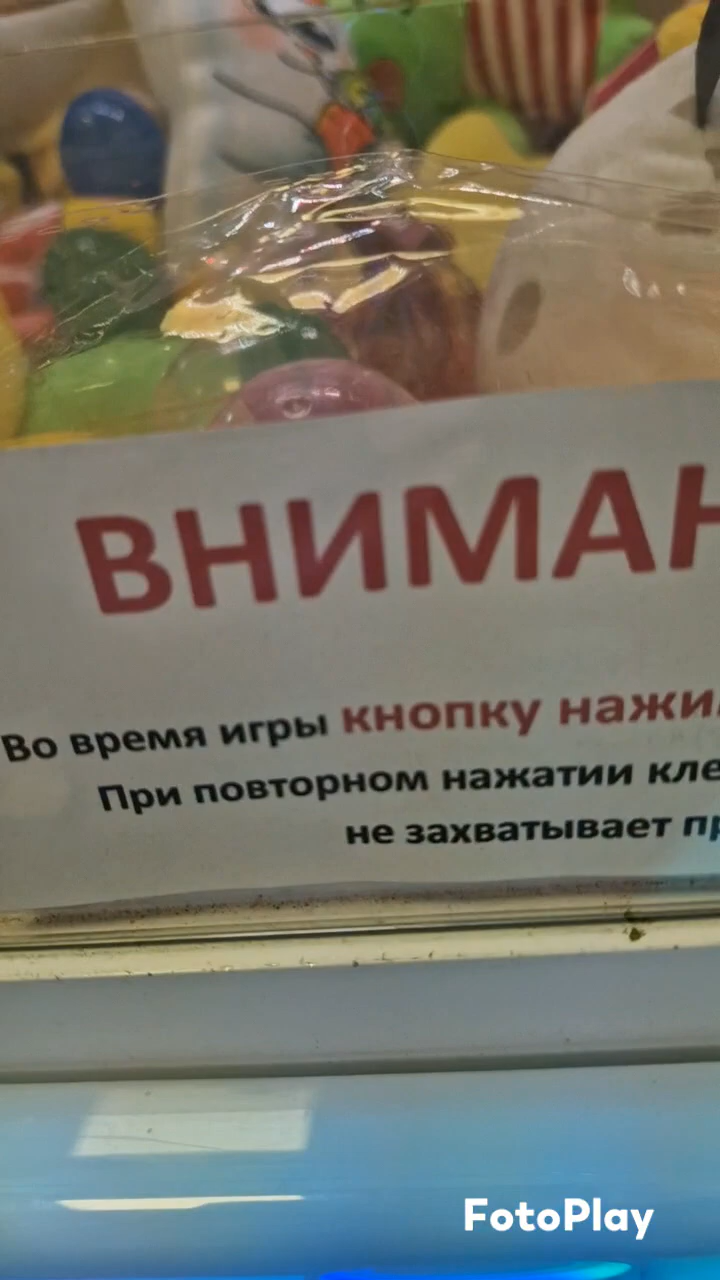 ВНИМАН
Во время игры кнопку нажи
При повторном нажатии кле
не захватывает пр
FotoPlay